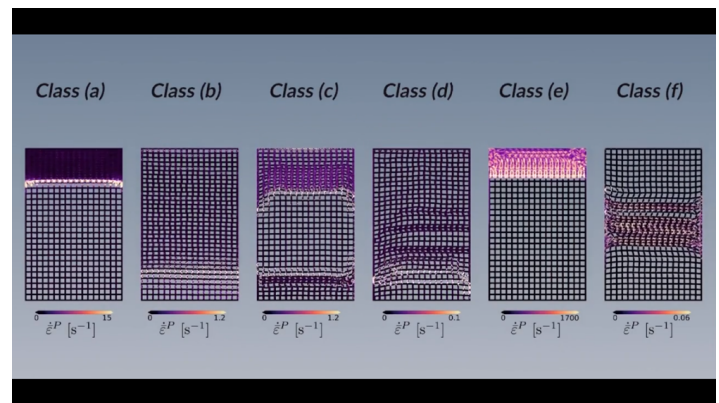 Class (a) Class (b) Class (c) Class (d) Class (e) Class (f)
0 15 0 1.2 0 1.2 0 0.1 0 1700 0 0.05
ε̇̄ᴾ [s⁻¹] ε̇̄ᴾ [s⁻¹] ε̇̄ᴾ [s⁻¹] ε̇̄ᴾ [s⁻¹] ε̇̄ᴾ [s⁻¹] ε̇̄ᴾ [s⁻¹]